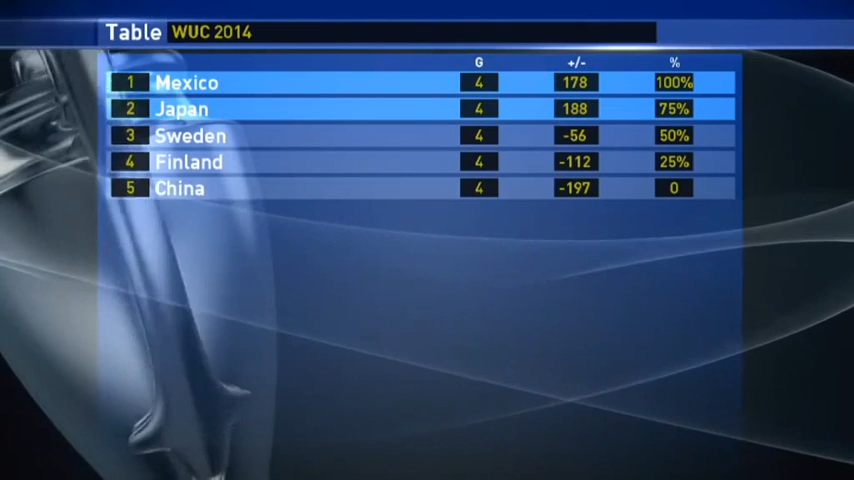 Table WUC 2014
G +/- %
1 Mexico 4 178 100%
2 Japan 4 188 75%
3 Sweden 4 -56 50%
4 Finland 4 -112 25%
5 China 4 -197 0